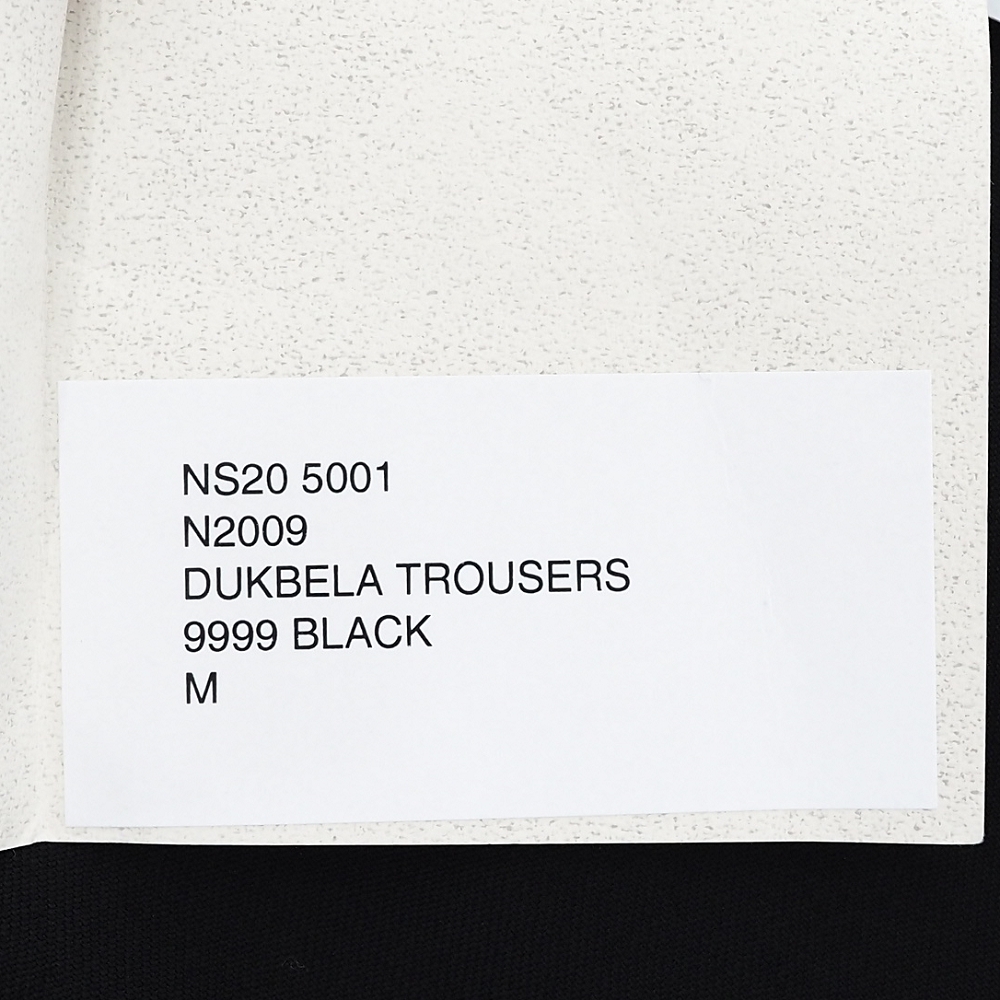 NS20 5001
N2009
DUKBELA TROUSERS
9999 BLACK
M